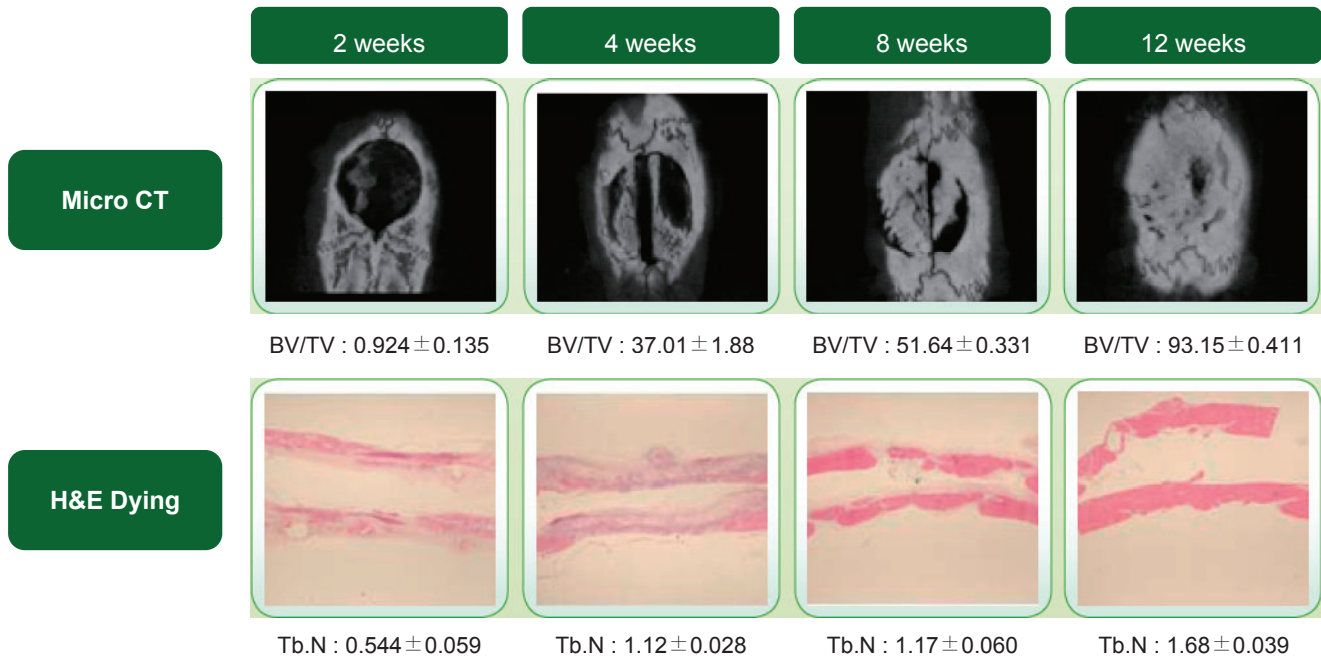 2 weeks
4 weeks
8 weeks
12 weeks
Micro CT
BV/TV : 0.924±0.135
BV/TV : 37.01±1.88
BV/TV : 51.64±0.331
BV/TV : 93.15±0.411
H&E Dying
Tb.N : 0.544±0.059
Tb.N : 1.12±0.028
Tb.N : 1.17±0.060
Tb.N : 1.68±0.039